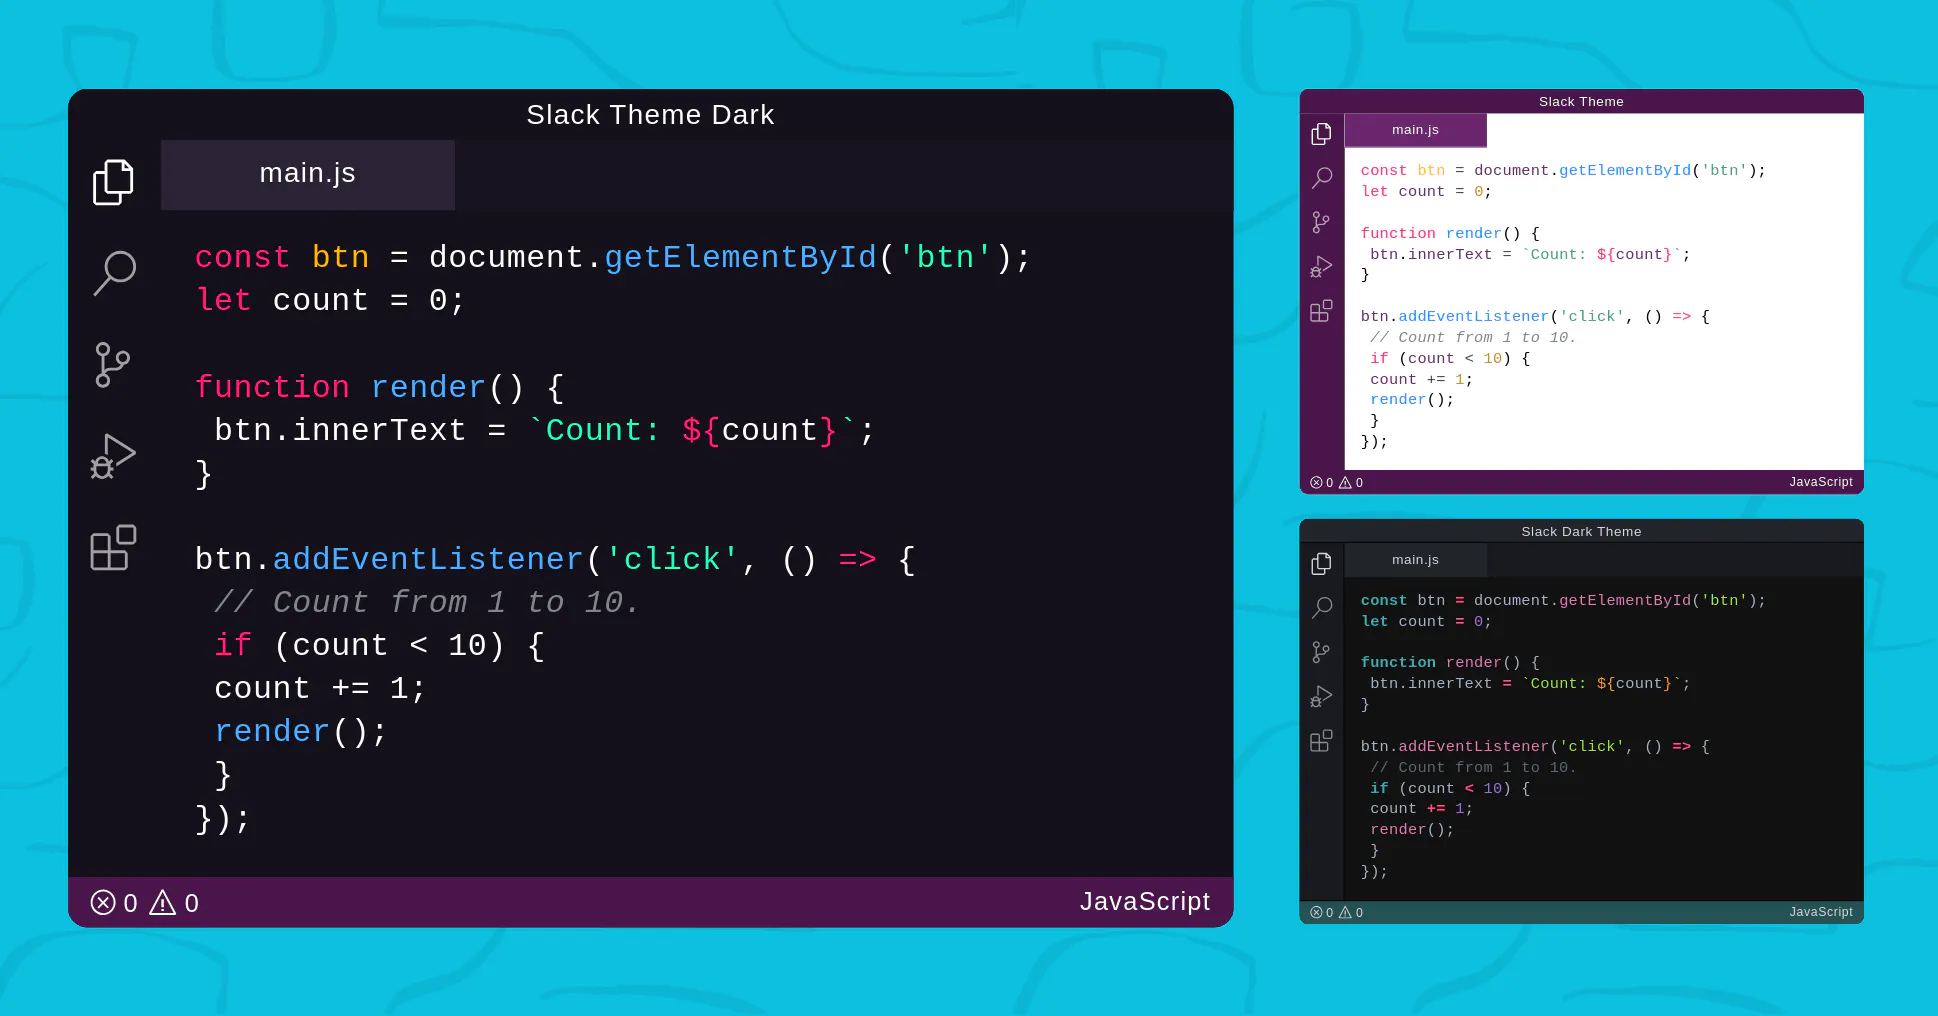 Slack Theme Dark
main.js
const btn = document.getElementById('btn');
let count = 0;
function render() {
 btn.innerText = `Count: ${count}`;
}
btn.addEventListener('click', () => {
 // Count from 1 to 10.
 if (count < 10) {
 count += 1;
 render();
 }
});
0 0 JavaScript
Slack Theme
main.js
const btn = document.getElementById('btn');
let count = 0;
function render() {
 btn.innerText = `Count: ${count}`;
}
btn.addEventListener('click', () => {
 // Count from 1 to 10.
 if (count < 10) {
 count += 1;
 render();
 }
});
0 0 JavaScript
Slack Dark Theme
main.js
const btn = document.getElementById('btn');
let count = 0;
function render() {
 btn.innerText = `Count: ${count}`;
}
btn.addEventListener('click', () => {
 // Count from 1 to 10.
 if (count < 10) {
 count += 1;
 render();
 }
});
0 0 JavaScript